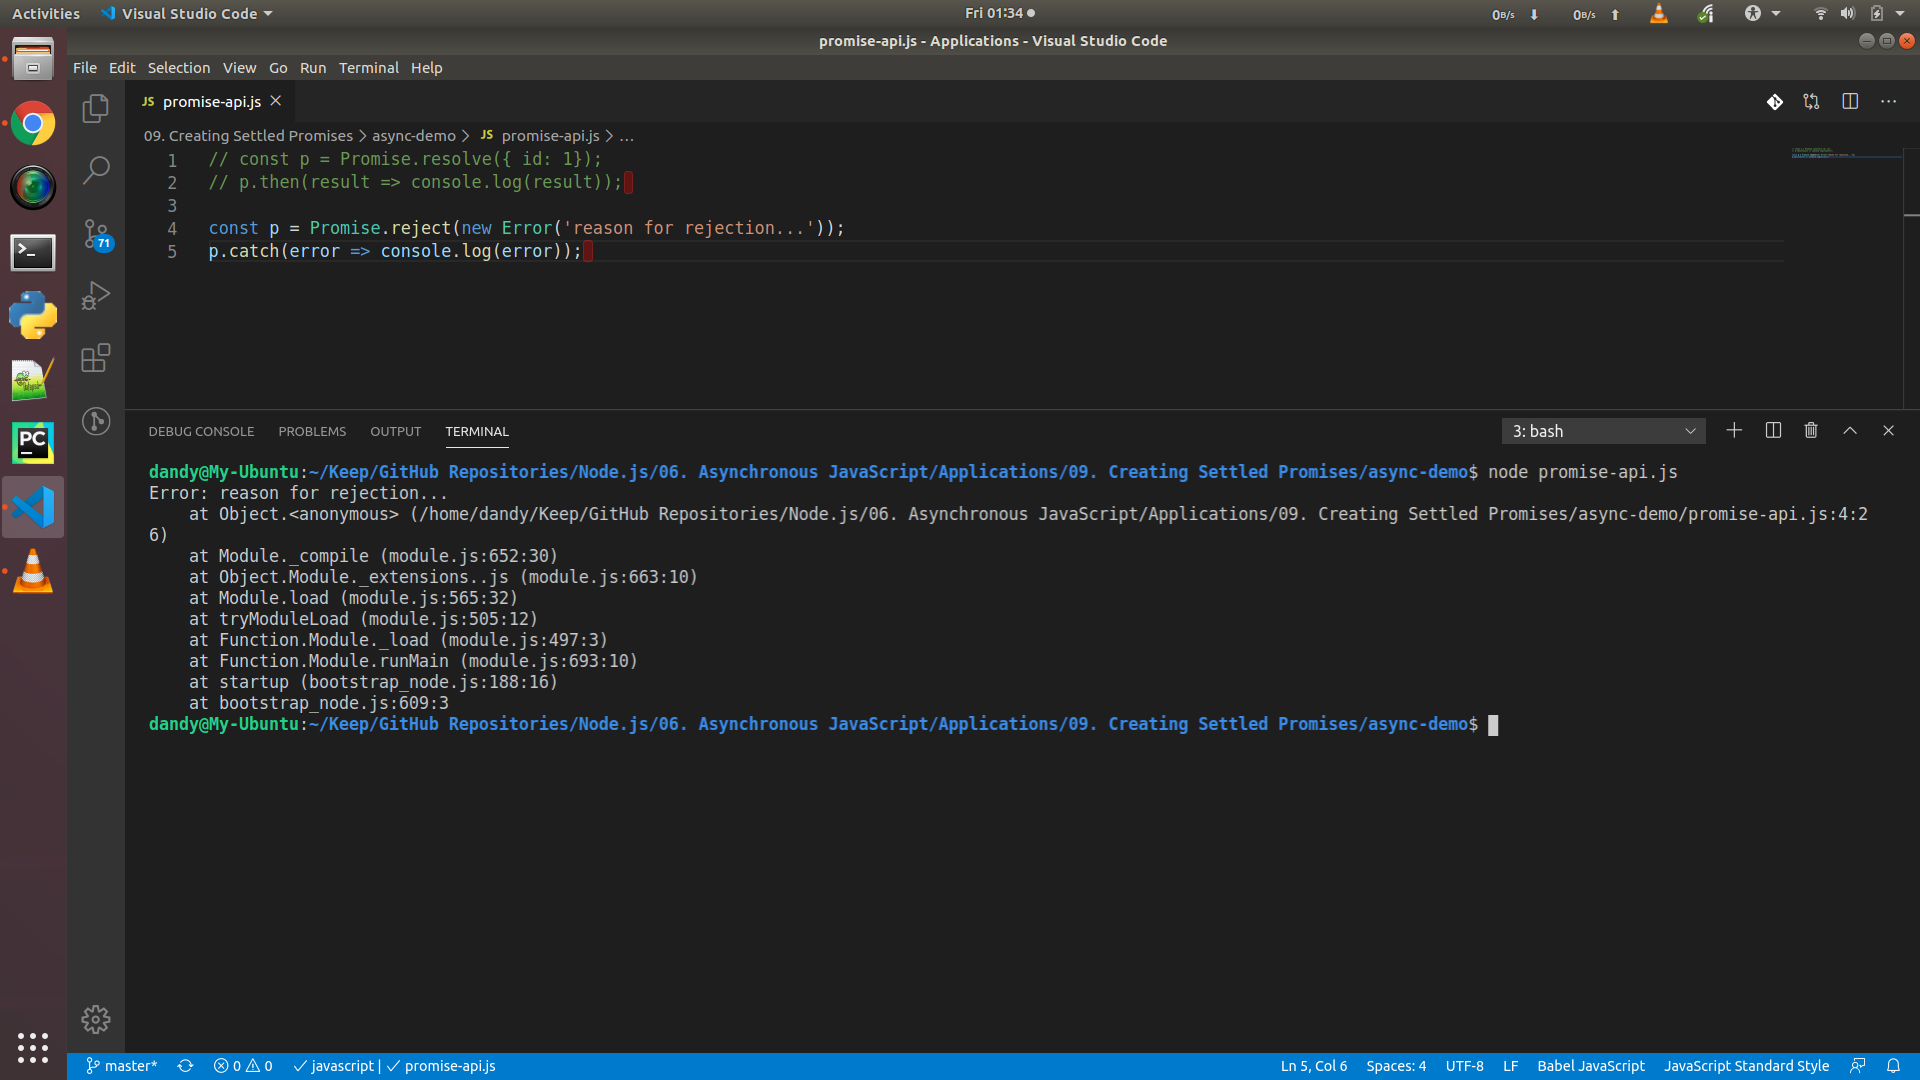 Activities Visual Studio Code Fri 01:34 0B/s 0B/s
promise-api.js - Applications - Visual Studio Code
File Edit Selection View Go Run Terminal Help
JS promise-api.js
09. Creating Settled Promises > async-demo > JS promise-api.js > ...
1 // const p = Promise.resolve({ id: 1});
2 // p.then(result => console.log(result));
3
4 const p = Promise.reject(new Error('reason for rejection...'));
5 p.catch(error => console.log(error));
71
DEBUG CONSOLE PROBLEMS OUTPUT TERMINAL 3: bash
dandy@My-Ubuntu:~/Keep/GitHub Repositories/Node.js/06. Asynchronous JavaScript/Applications/09. Creating Settled Promises/async-demo$ node promise-api.js
Error: reason for rejection...
at Object.<anonymous> (/home/dandy/Keep/GitHub Repositories/Node.js/06. Asynchronous JavaScript/Applications/09. Creating Settled Promises/async-demo/promise-api.js:4:2
6)
at Module._compile (module.js:652:30)
at Object.Module._extensions..js (module.js:663:10)
at Module.load (module.js:565:32)
at tryModuleLoad (module.js:505:12)
at Function.Module._load (module.js:497:3)
at Function.Module.runMain (module.js:693:10)
at startup (bootstrap_node.js:188:16)
at bootstrap_node.js:609:3
dandy@My-Ubuntu:~/Keep/GitHub Repositories/Node.js/06. Asynchronous JavaScript/Applications/09. Creating Settled Promises/async-demo$
PC
master* 0 0 javascript | promise-api.js Ln 5, Col 6 Spaces: 4 UTF-8 LF Babel JavaScript JavaScript Standard Style